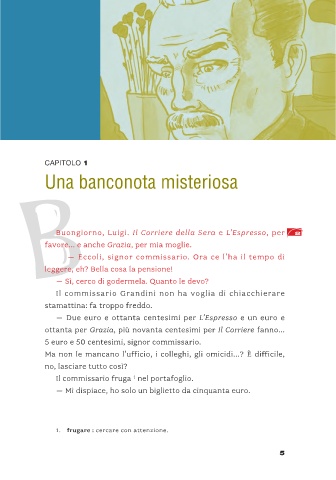 CAPITOLO 1
Una banconota misteriosa
Buongiorno, Luigi. Il Corriere della Sera e L'Espresso, per
favore... e anche Grazia, per mia moglie.
— Eccoli, signor commissario. Ora ce l'ha il tempo di
leggere, eh? Bella cosa la pensione!
— Sì, cerco di godermela. Quanto le devo?
Il commissario Grandini non ha voglia di chiacchierare
stamattina: fa troppo freddo.
— Due euro e ottanta centesimi per L'Espresso e un euro e
ottanta per Grazia, più novanta centesimi per Il Corriere fanno...
5 euro e 50 centesimi, signor commissario.
Ma non le mancano l'ufficio, i colleghi, gli omicidi...? È difficile,
no, lasciare tutto così?
Il commissario fruga 1 nel portafoglio.
— Mi dispiace, ho solo un biglietto da cinquanta euro.
1. frugare : cercare con attenzione.
5